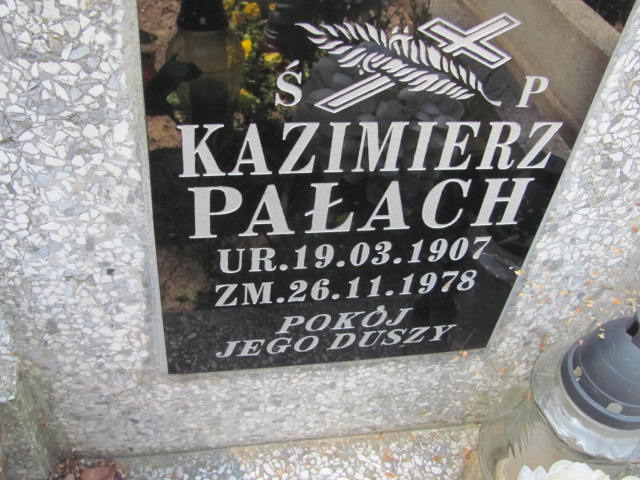 Ś P
KAZIMIERZ
PAŁACH
UR.19.03.1907
ZM.26.11.1978
POKÓJ
JEGO DUSZY